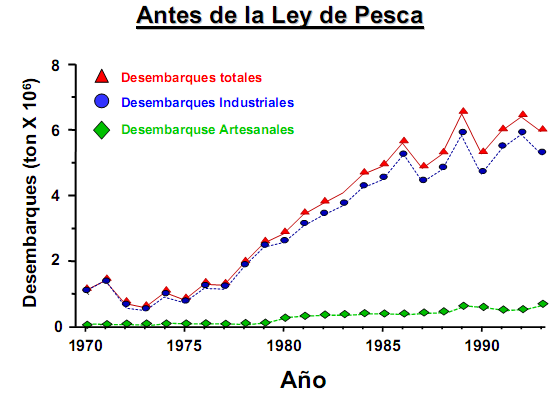 Antes de la Ley de Pesca
8
6
4
2
0
Desembarques (ton X 10⁶)
Desembarques totales
Desembarques Industriales
Desembarquse Artesanales
1970 1975 1980 1985 1990
Año